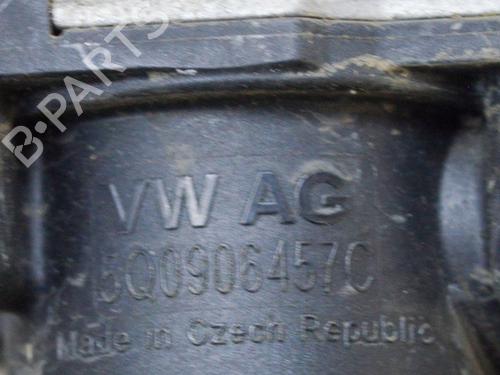 B-PARTS
VW AG
5Q0906457C
Made in Czech Republic